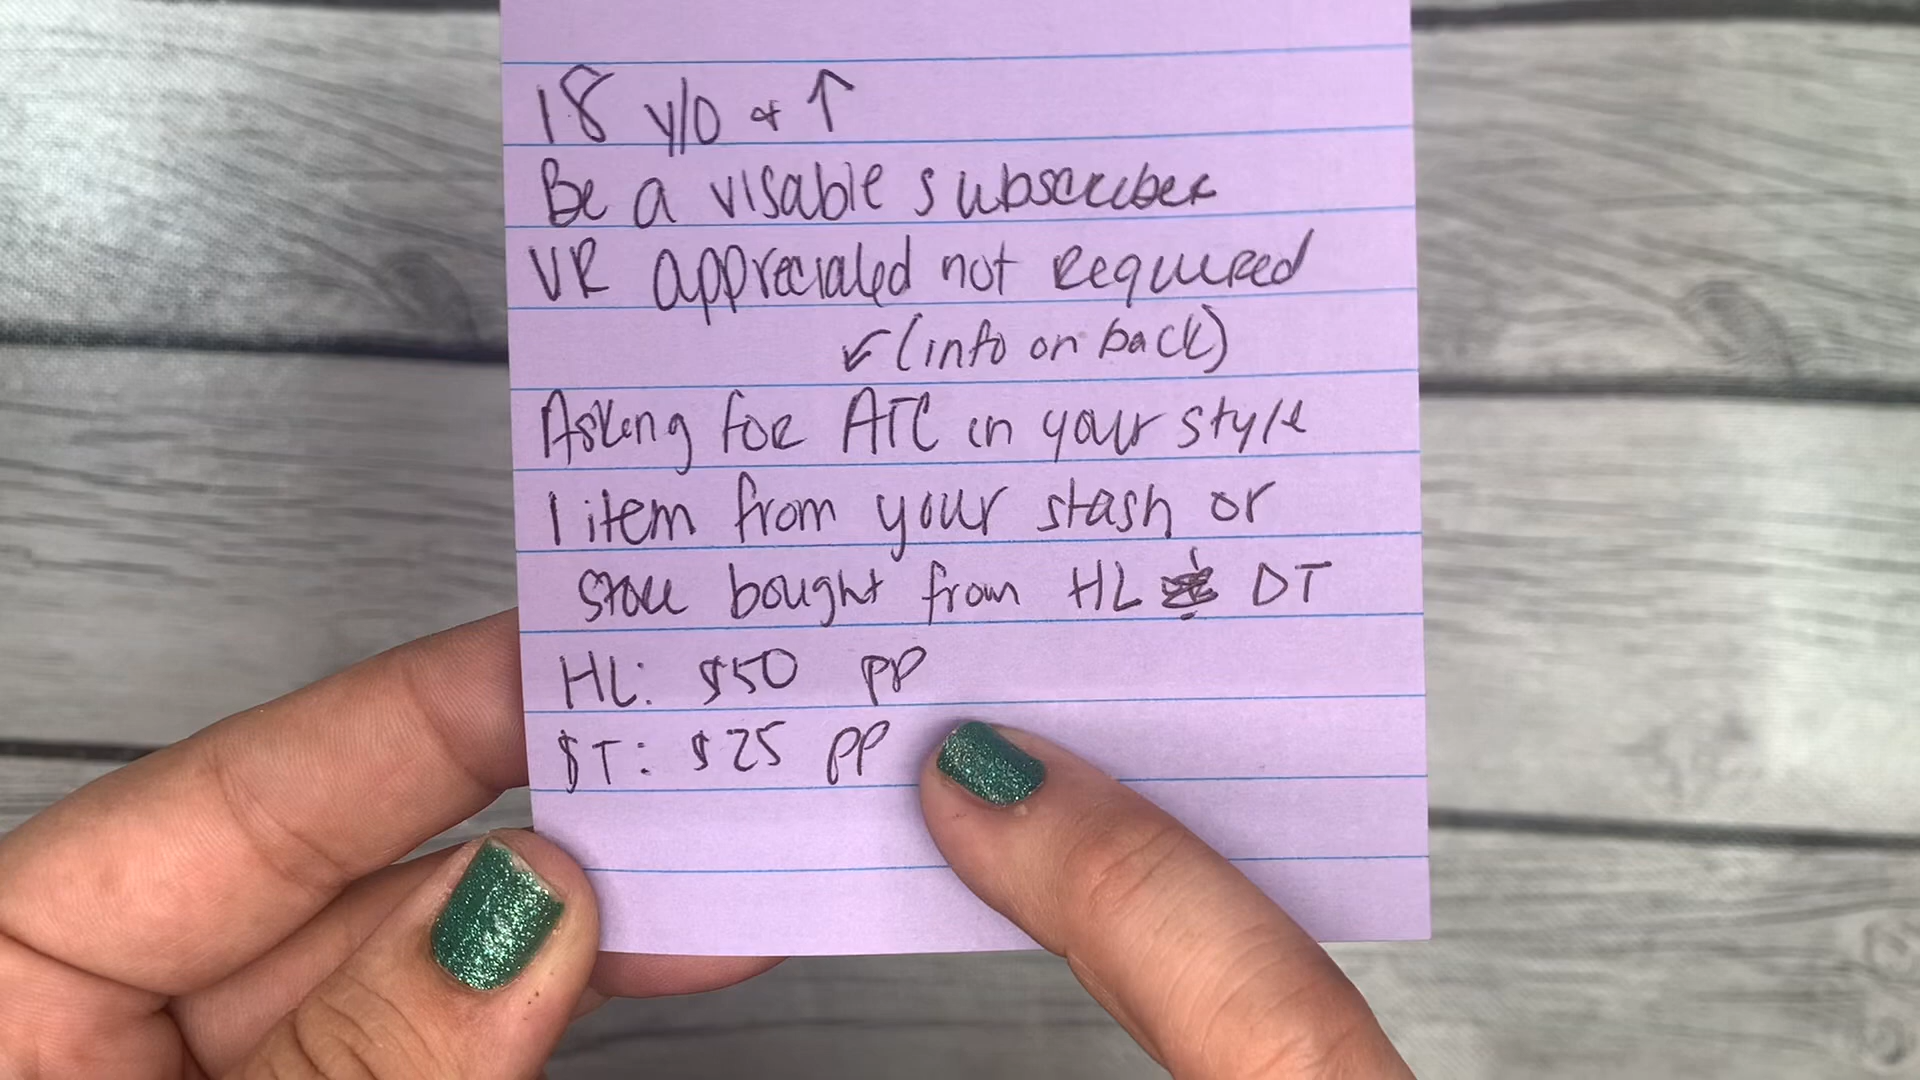 18 y/o & ↑
Be a visable subscriber
VR appreciated not required
↙ (info on back)
Asking for ATC in your style
1 item from your stash or
store bought from HL DT
HL: $50 PP
$T: $25 PP